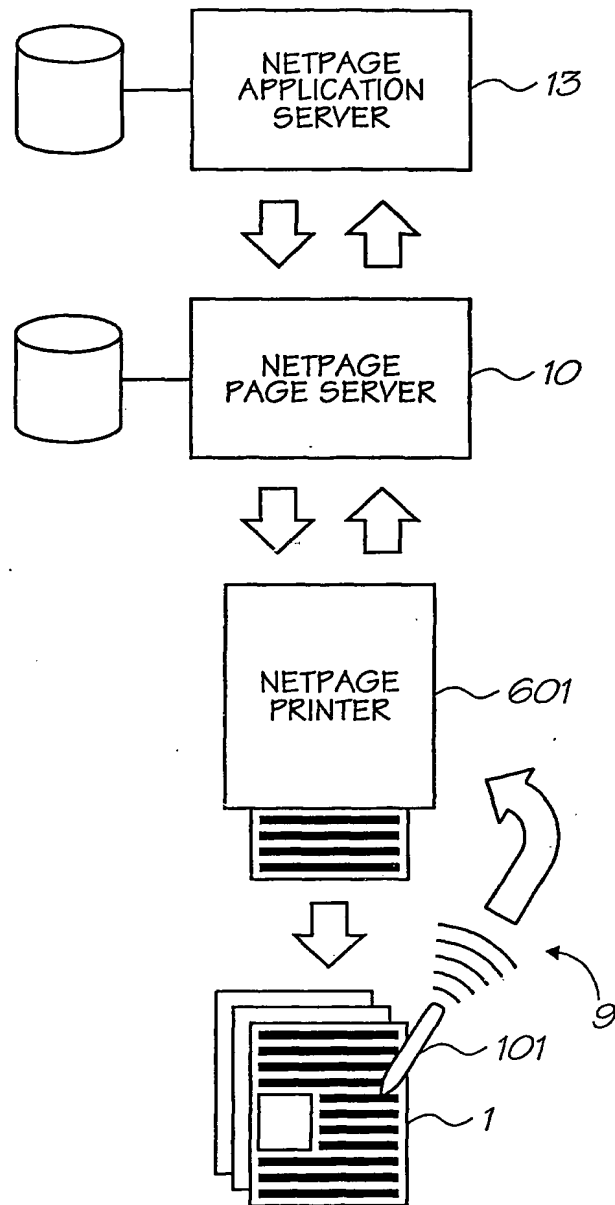 NETPAGE
APPLICATION
SERVER
13
NETPAGE
PAGE SERVER
10
NETPAGE
PRINTER
601
9
101
1